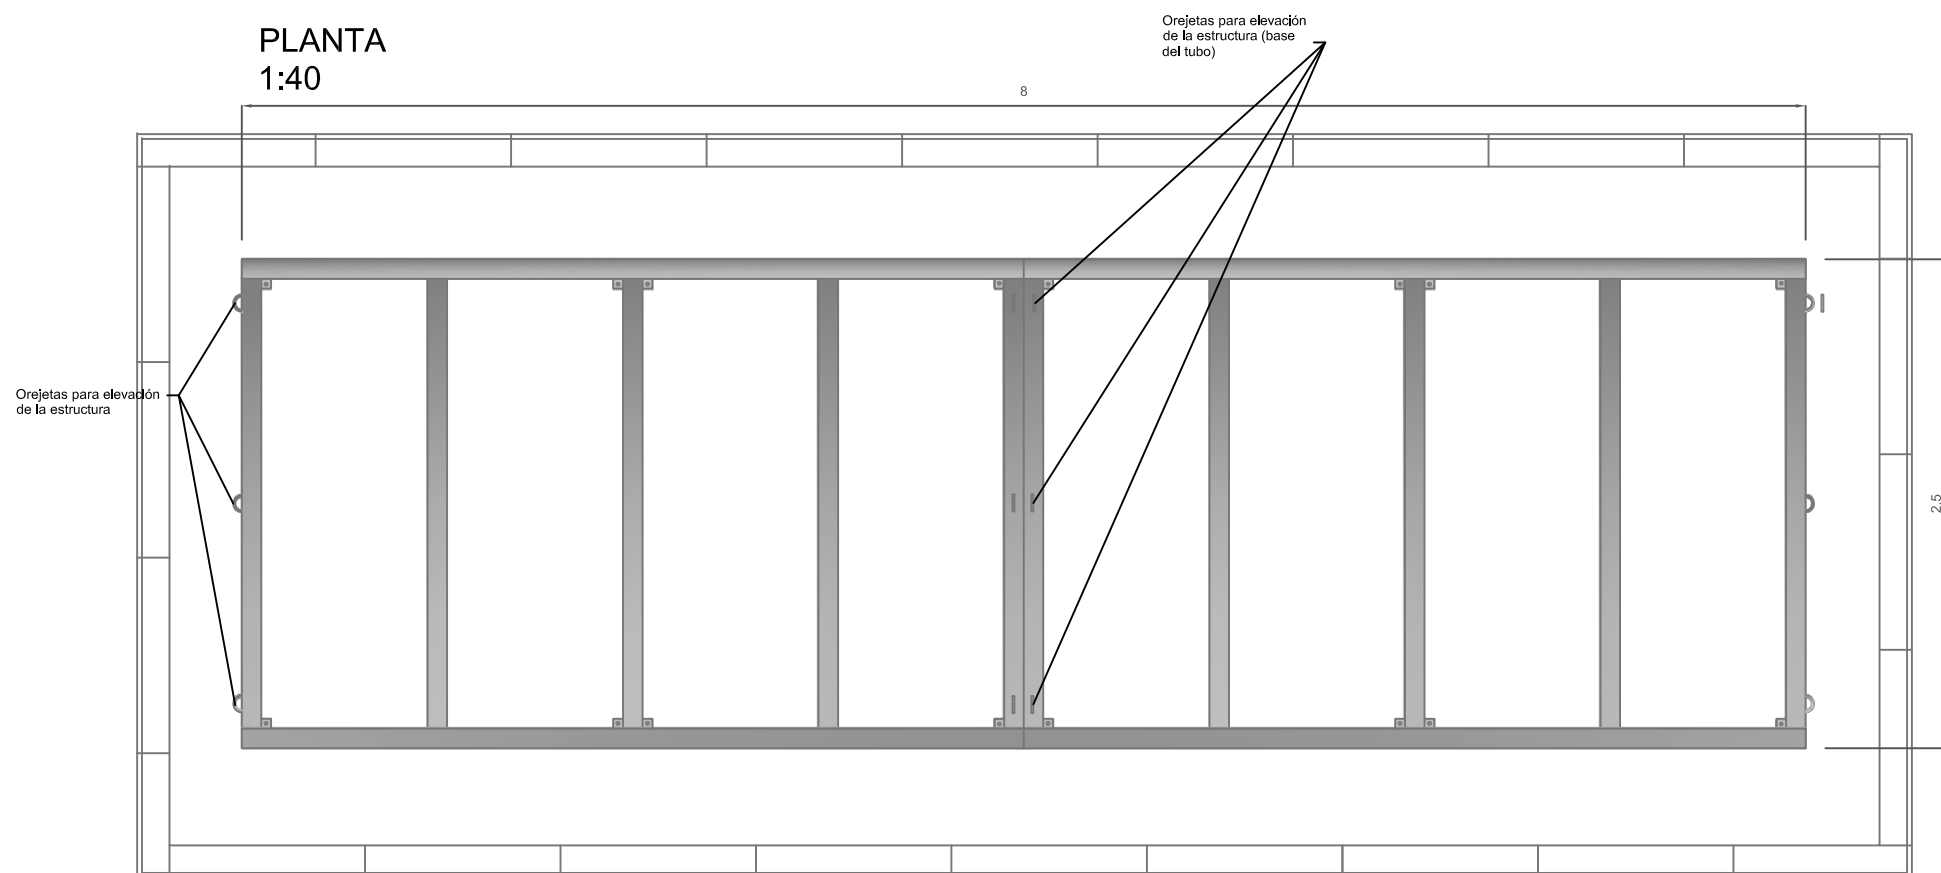 PLANTA
1:40
Orejetas para elevación
de la estructura (base
del tubo)
8
Orejetas para elevación
de la estructura
2.5